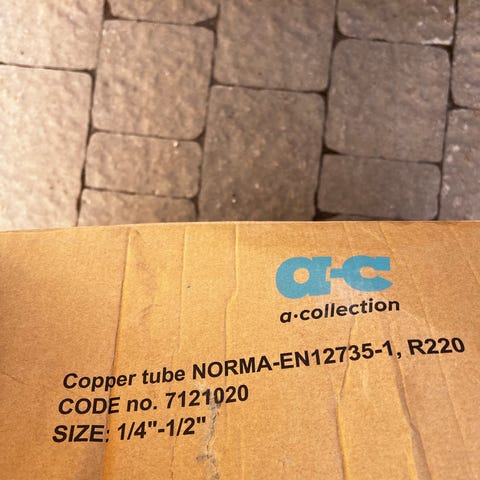 a-c
a·collection
Copper tube NORMA-EN12735-1, R220
CODE no. 7121020
SIZE: 1/4"-1/2"